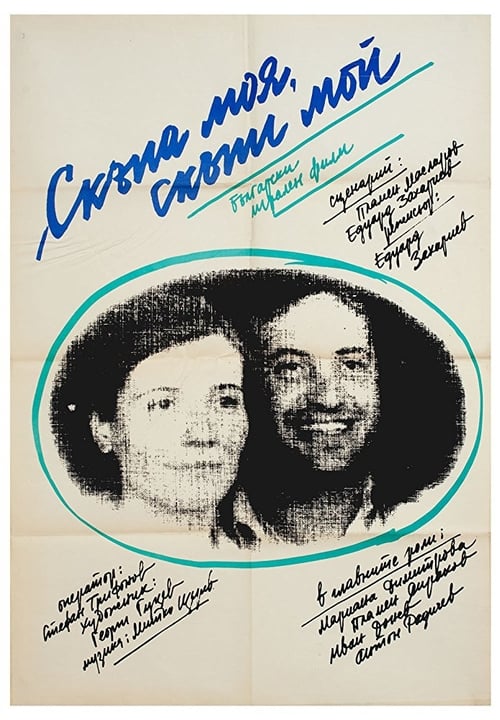 Скъпа моя,
скъпи мой
български
игрален филм
сценарий:
Пламен Масларов
Едуард Захариев
режисьор:
Едуард
Захариев
оператор:
Стефан Трифонов
художник:
Георги Гуцев
музика: Митко Щерев
в главните роли:
Мариана Димитрова
Пламен Сираков
Иван Донев
Антон Радичев